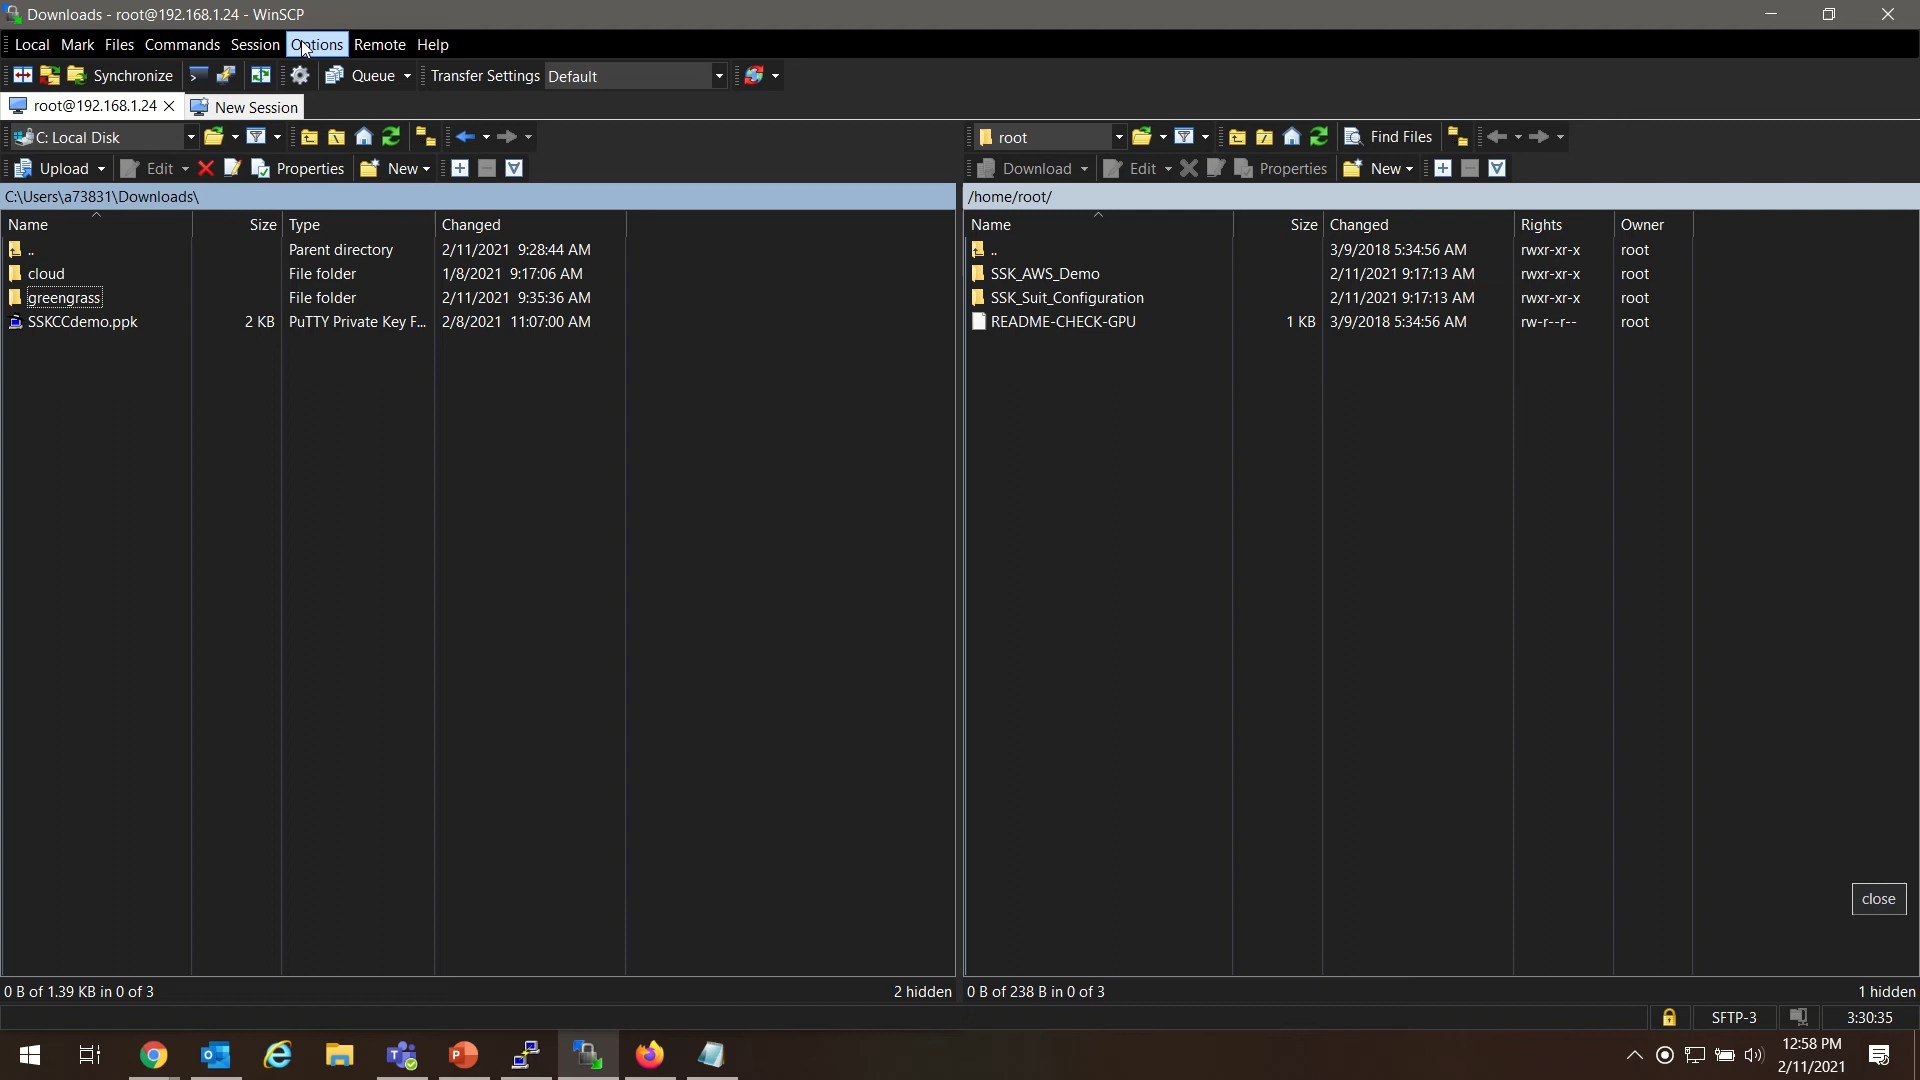 Downloads - root@192.168.1.24 - WinSCP
Local Mark Files Commands Session Options Remote Help
Synchronize Queue Transfer Settings Default
root@192.168.1.24 New Session
C: Local Disk root Find Files
Upload Edit Properties New Download Edit Properties New
C:\Users\a73831\Downloads\ /home/root/
Name Size Type Changed Name Size Changed Rights Owner
.. Parent directory 2/11/2021 9:28:44 AM .. 3/9/2018 5:34:56 AM rwxr-xr-x root
cloud File folder 1/8/2021 9:17:06 AM SSK_AWS_Demo 2/11/2021 9:17:13 AM rwxr-xr-x root
greengrass File folder 2/11/2021 9:35:36 AM SSK_Suit_Configuration 2/11/2021 9:17:13 AM rwxr-xr-x root
SSKCCdemo.ppk 2 KB PuTTY Private Key F... 2/8/2021 11:07:00 AM README-CHECK-GPU 1 KB 3/9/2018 5:34:56 AM rw-r--r-- root
close
0 B of 1.39 KB in 0 of 3 2 hidden 0 B of 238 B in 0 of 3 1 hidden
SFTP-3 3:30:35
12:58 PM
2/11/2021